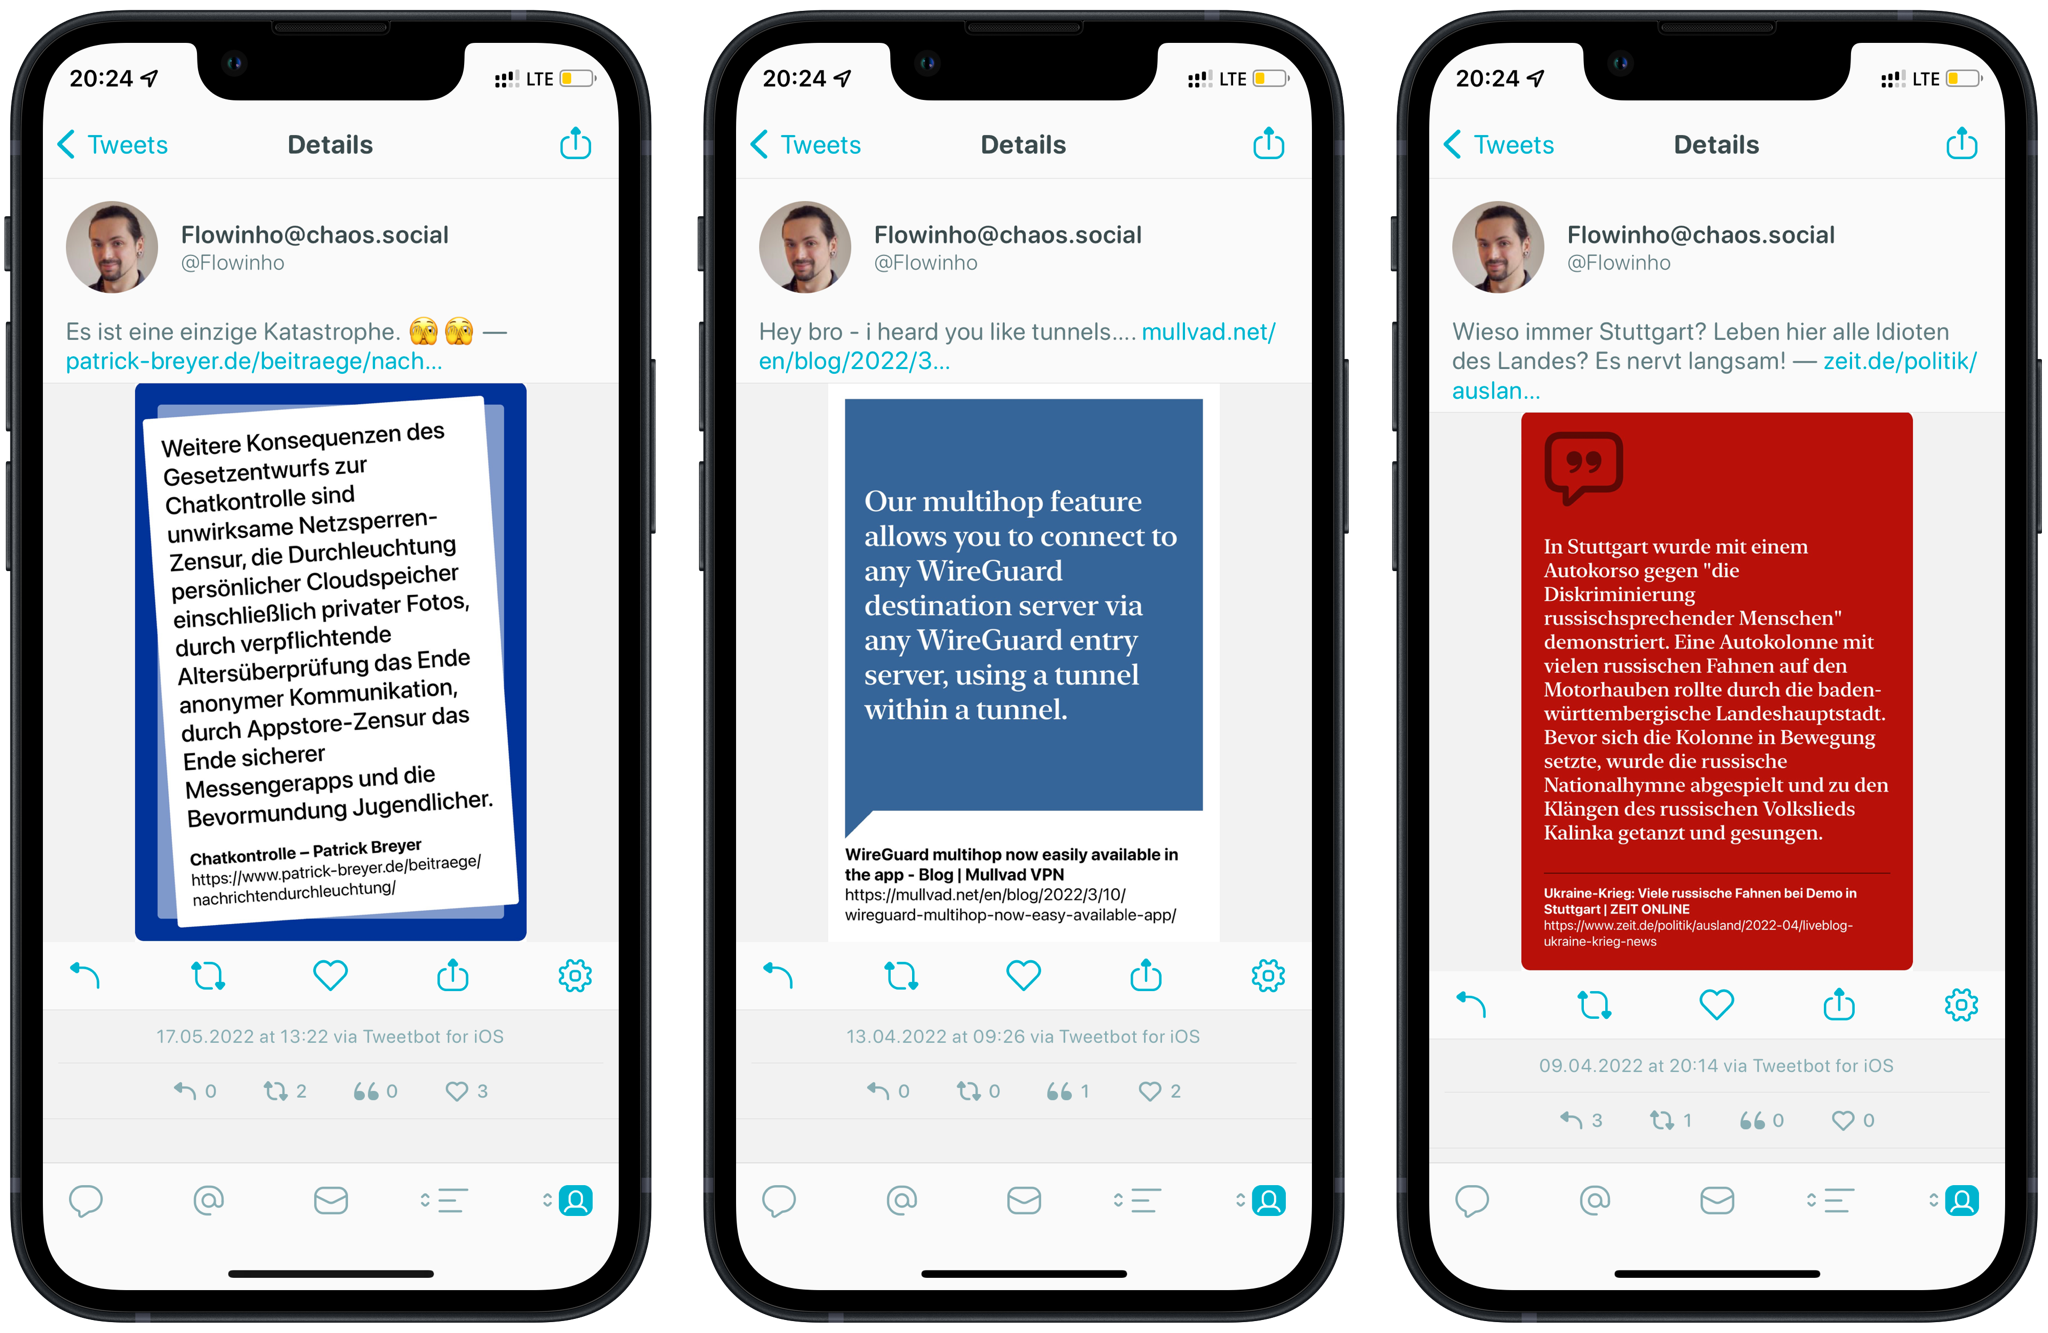 20:24
LTE
Tweets
Details
Flowinho@chaos.social
@Flowinho
Es ist eine einzige Katastrophe. 🫣 🫣 —
patrick-breyer.de/beitraege/nach...
Weitere Konsequenzen des
Gesetzentwurfs zur
Chatkontrolle sind
unwirksame Netzsperren-
Zensur, die Durchleuchtung
persönlicher Cloudspeicher
einschließlich privater Fotos,
durch verpflichtende
Altersüberprüfung das Ende
anonymer Kommunikation,
durch Appstore-Zensur das
Ende sicherer
Messengerapps und die
Bevormundung Jugendlicher.
Chatkontrolle – Patrick Breyer
https://www.patrick-breyer.de/beitraege/
nachrichtendurchleuchtung/
17.05.2022 at 13:22 via Tweetbot for iOS
0 2 0 3
20:24
LTE
Tweets
Details
Flowinho@chaos.social
@Flowinho
Hey bro - i heard you like tunnels.... mullvad.net/
en/blog/2022/3...
Our multihop feature
allows you to connect to
any WireGuard
destination server via
any WireGuard entry
server, using a tunnel
within a tunnel.
WireGuard multihop now easily available in
the app - Blog | Mullvad VPN
https://mullvad.net/en/blog/2022/3/10/
wireguard-multihop-now-easy-available-app/
13.04.2022 at 09:26 via Tweetbot for iOS
0 0 1 2
20:24
LTE
Tweets
Details
Flowinho@chaos.social
@Flowinho
Wieso immer Stuttgart? Leben hier alle Idioten
des Landes? Es nervt langsam! — zeit.de/politik/
auslan...
In Stuttgart wurde mit einem
Autokorso gegen "die
Diskriminierung
russischsprechender Menschen"
demonstriert. Eine Autokolonne mit
vielen russischen Fahnen auf den
Motorhauben rollte durch die baden-
württembergische Landeshauptstadt.
Bevor sich die Kolonne in Bewegung
setzte, wurde die russische
Nationalhymne abgespielt und zu den
Klängen des russischen Volkslieds
Kalinka getanzt und gesungen.
Ukraine-Krieg: Viele russische Fahnen bei Demo in
Stuttgart | ZEIT ONLINE
https://www.zeit.de/politik/ausland/2022-04/liveblog-
ukraine-krieg-news
09.04.2022 at 20:14 via Tweetbot for iOS
3 1 0 0